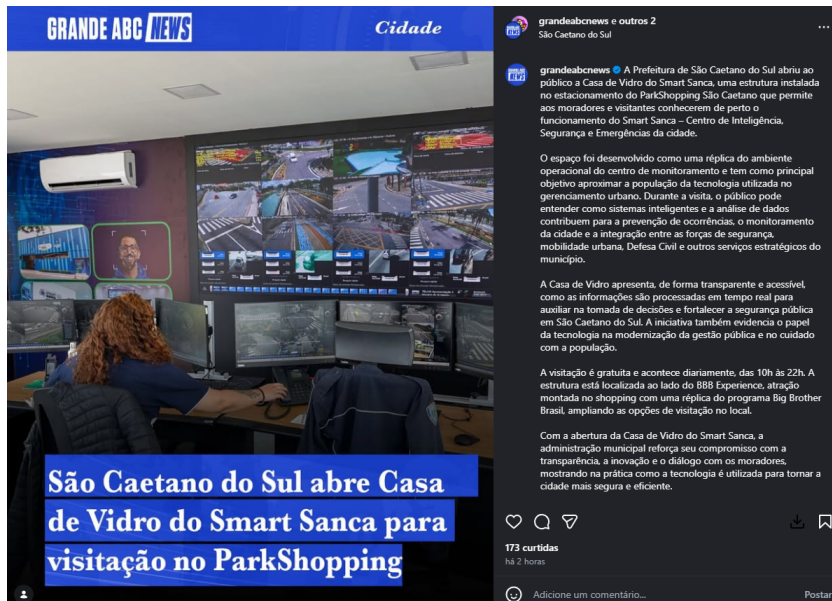 GRANDE ABC NEWS
Cidade
São Caetano do Sul abre Casa
de Vidro do Smart Sanca para
visitação no ParkShopping
grandeabcnews e outros 2
São Caetano do Sul
grandeabcnews A Prefeitura de São Caetano do Sul abriu ao
público a Casa de Vidro do Smart Sanca, uma estrutura instalada
no estacionamento do ParkShopping São Caetano que permite
aos moradores e visitantes conhecerem de perto o
funcionamento do Smart Sanca – Centro de Inteligência,
Segurança e Emergências da cidade.
O espaço foi desenvolvido como uma réplica do ambiente
operacional do centro de monitoramento e tem como principal
objetivo aproximar a população da tecnologia utilizada no
gerenciamento urbano. Durante a visita, o público pode
entender como sistemas inteligentes e a análise de dados
contribuem para a prevenção de ocorrências, o monitoramento
da cidade e a integração entre as forças de segurança,
mobilidade urbana, Defesa Civil e outros serviços estratégicos do
município.
A Casa de Vidro apresenta, de forma transparente e acessível,
como as informações são processadas em tempo real para
auxiliar na tomada de decisões e fortalecer a segurança pública
em São Caetano do Sul. A iniciativa também evidencia o papel
da tecnologia na modernização da gestão pública e no cuidado
com a população.
A visitação é gratuita e acontece diariamente, das 10h às 22h. A
estrutura está localizada ao lado do BBB Experience, atração
montada no shopping com uma réplica do programa Big Brother
Brasil, ampliando as opções de visitação no local.
Com a abertura da Casa de Vidro do Smart Sanca, a
administração municipal reforça seu compromisso com a
transparência, a inovação e o diálogo com os moradores,
mostrando na prática como a tecnologia é utilizada para tornar a
cidade mais segura e eficiente.
173 curtidas
há 2 horas
Adicione um comentário...
Postar